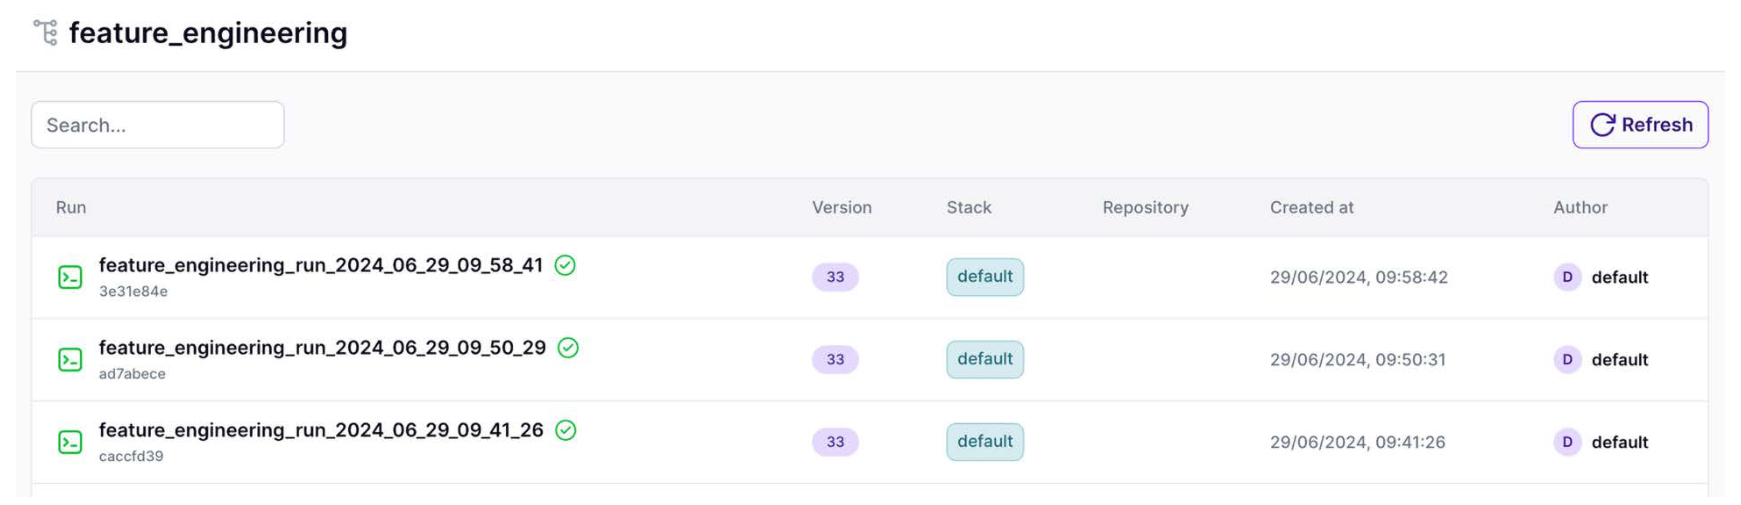 feature_engineering
Search...
Refresh
Run Version Stack Repository Created at Author
feature_engineering_run_2024_06_29_09_58_41
3e31e84e
33 default 29/06/2024, 09:58:42 D default
feature_engineering_run_2024_06_29_09_50_29
ad7abece
33 default 29/06/2024, 09:50:31 D default
feature_engineering_run_2024_06_29_09_41_26
caccfd39
33 default 29/06/2024, 09:41:26 D default